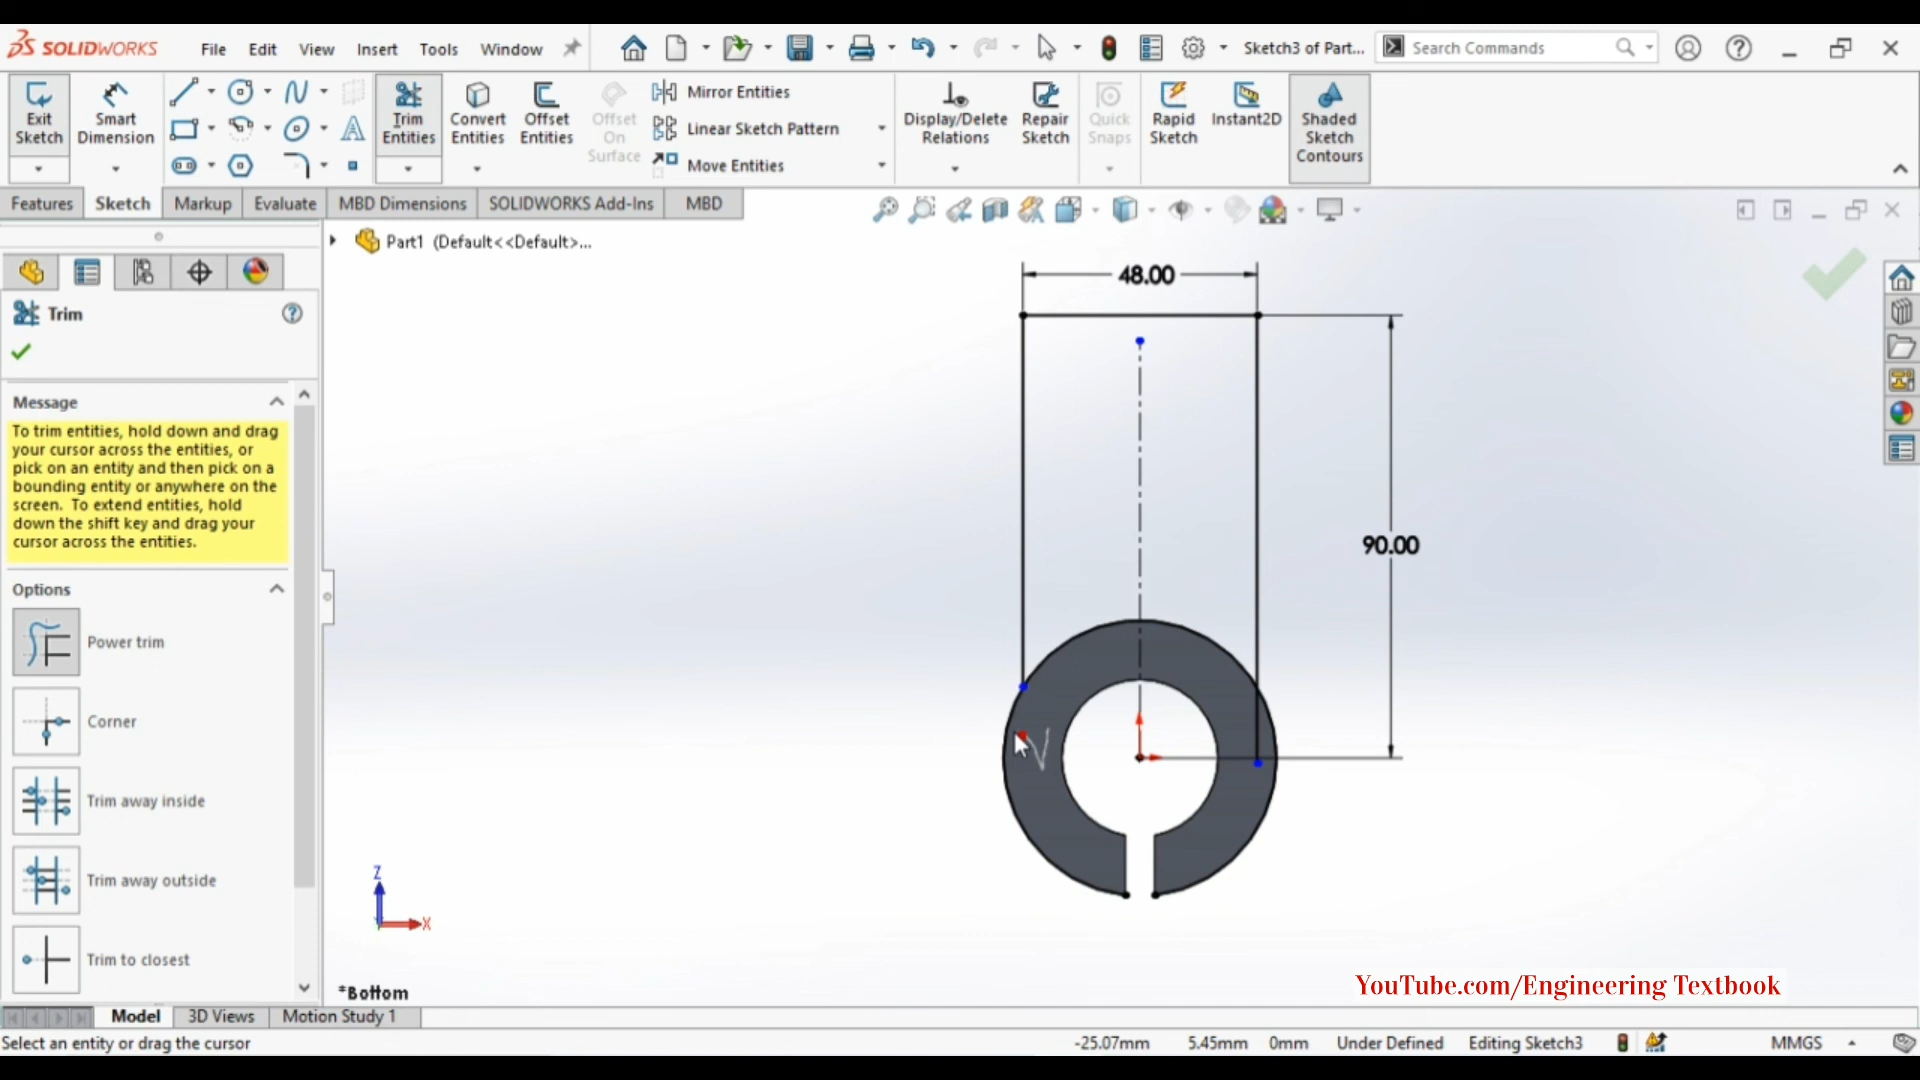 SOLIDWORKS File Edit View Insert Tools Window Sketch3 of Part... Search Commands
Exit Sketch
Smart Dimension
Trim Entities
Convert Entities
Offset Entities
Offset On Surface
Mirror Entities
Linear Sketch Pattern
Move Entities
Display/Delete Relations
Repair Sketch
Quick Snaps
Rapid Sketch
Instant2D
Shaded Sketch Contours
Features Sketch Markup Evaluate MBD Dimensions SOLIDWORKS Add-Ins MBD
Part1 (Default<<Default>...
Trim
Message
To trim entities, hold down and drag
your cursor across the entities, or
pick on an entity and then pick on a
bounding entity or anywhere on the
screen. To extend entities, hold
down the shift key and drag your
cursor across the entities.
Options
Power trim
Corner
Trim away inside
Trim away outside
Trim to closest
48.00
90.00
Z
X
*Bottom
YouTube.com/Engineering Textbook
Model 3D Views Motion Study 1
Select an entity or drag the cursor -25.07mm 5.45mm 0mm Under Defined Editing Sketch3 MMGS